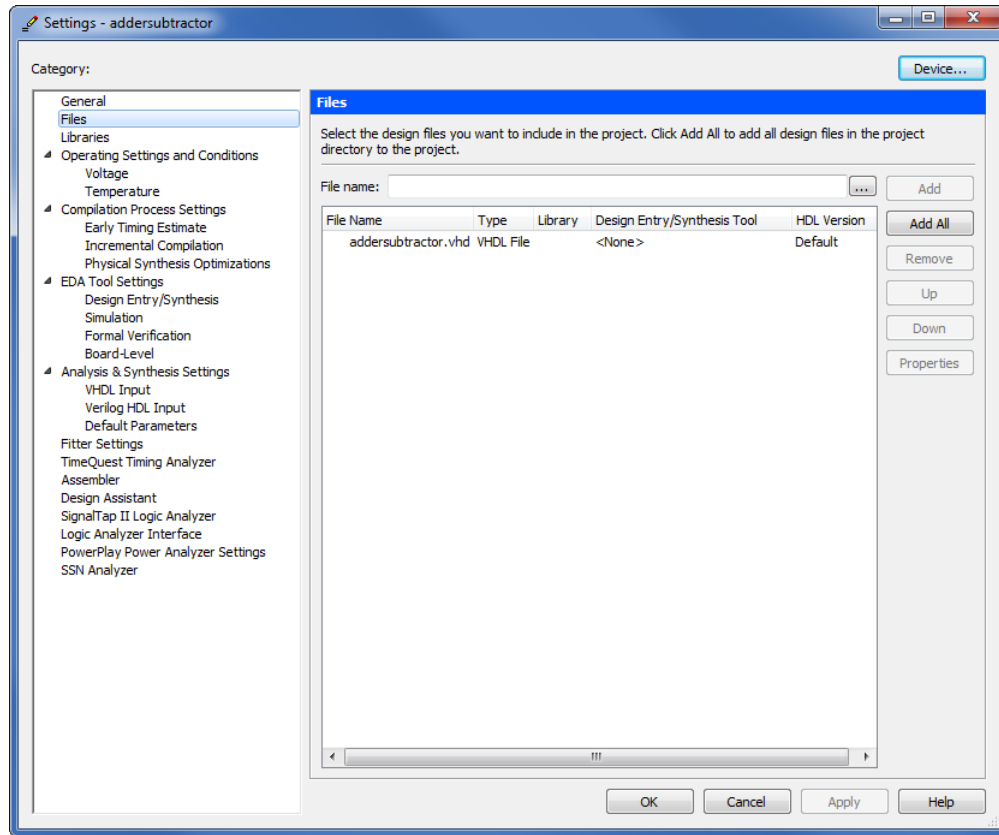 Settings - addersubtractor
Category:
Device...
General
Files
Libraries
Operating Settings and Conditions
Voltage
Temperature
Compilation Process Settings
Early Timing Estimate
Incremental Compilation
Physical Synthesis Optimizations
EDA Tool Settings
Design Entry/Synthesis
Simulation
Formal Verification
Board-Level
Analysis & Synthesis Settings
VHDL Input
Verilog HDL Input
Default Parameters
Fitter Settings
TimeQuest Timing Analyzer
Assembler
Design Assistant
SignalTap II Logic Analyzer
Logic Analyzer Interface
PowerPlay Power Analyzer Settings
SSN Analyzer
Files
Select the design files you want to include in the project. Click Add All to add all design files in the project
directory to the project.
File name: ... Add
File Name Type Library Design Entry/Synthesis Tool HDL Version
addersubtractor.vhd VHDL File <None> Default
Add All
Remove
Up
Down
Properties
OK Cancel Apply Help